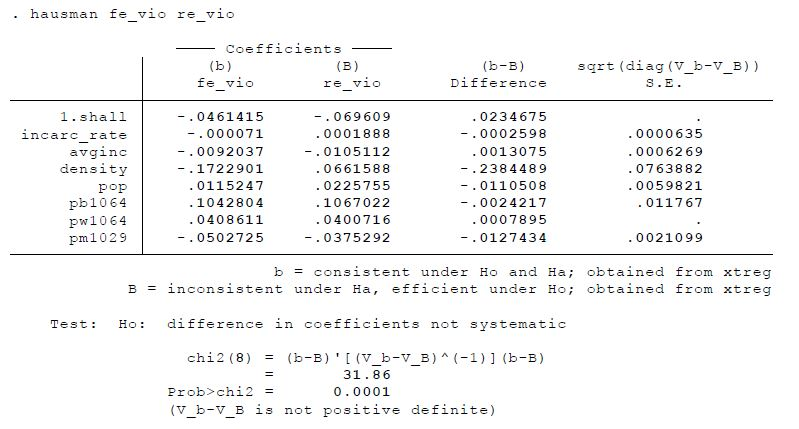 . hausman fe_vio re_vio
Coefficients
(b) (B) (b-B) sqrt(diag(V_b-V_B))
fe_vio re_vio Difference S.E.
1.shall -.0461415 -.069609 .0234675 .
incarc_rate -.000071 .0001888 -.0002598 .0000635
avginc -.0092037 -.0105112 .0013075 .0006269
density -.1722901 .0661588 -.2384489 .0763882
pop .0115247 .0225755 -.0110508 .0059821
pb1064 .1042804 .1067022 -.0024217 .011767
pw1064 .0408611 .0400716 .0007895 .
pm1029 -.0502725 -.0375292 -.0127434 .0021099
b = consistent under Ho and Ha; obtained from xtreg
B = inconsistent under Ha, efficient under Ho; obtained from xtreg
Test: Ho: difference in coefficients not systematic
chi2(8) = (b-B)'[(V_b-V_B)^(-1)](b-B)
= 31.86
Prob>chi2 = 0.0001
(V_b-V_B is not positive definite)